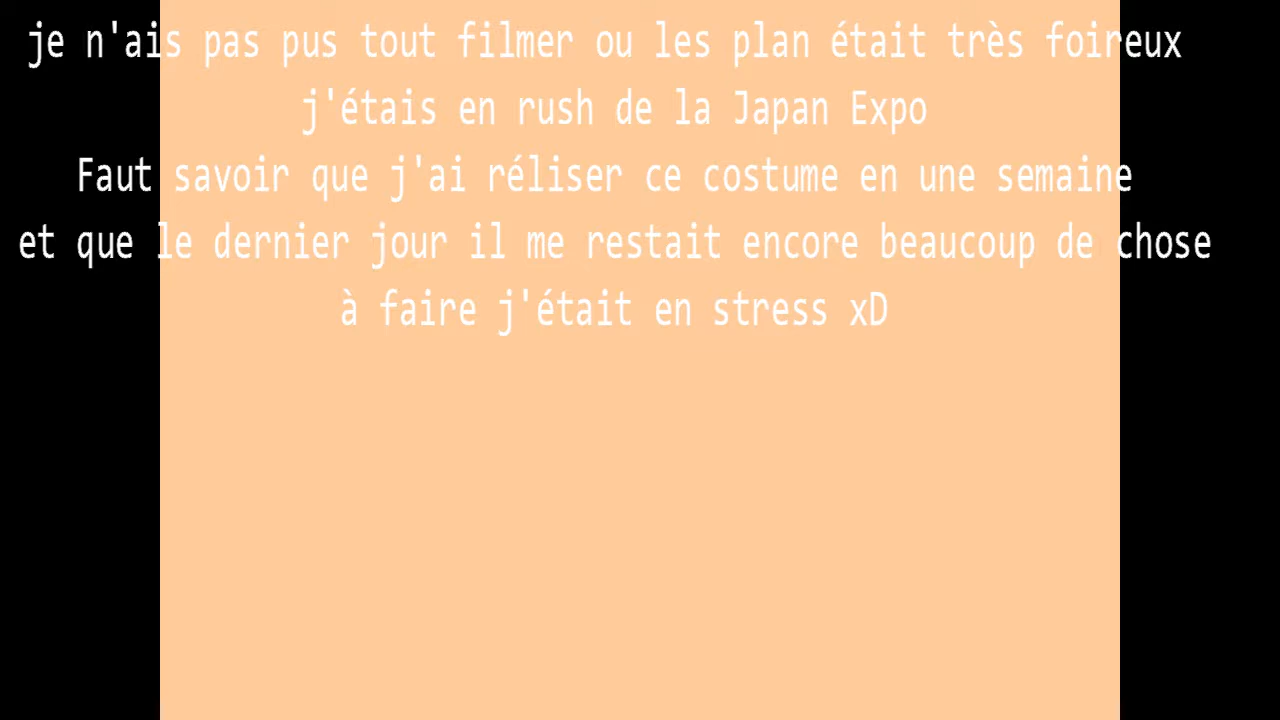 je n'ais pas pus tout filmer ou les plan était très foireux
j'étais en rush de la Japan Expo
Faut savoir que j'ai réliser ce costume en une semaine
et que le dernier jour il me restait encore beaucoup de chose
à faire j'était en stress xD